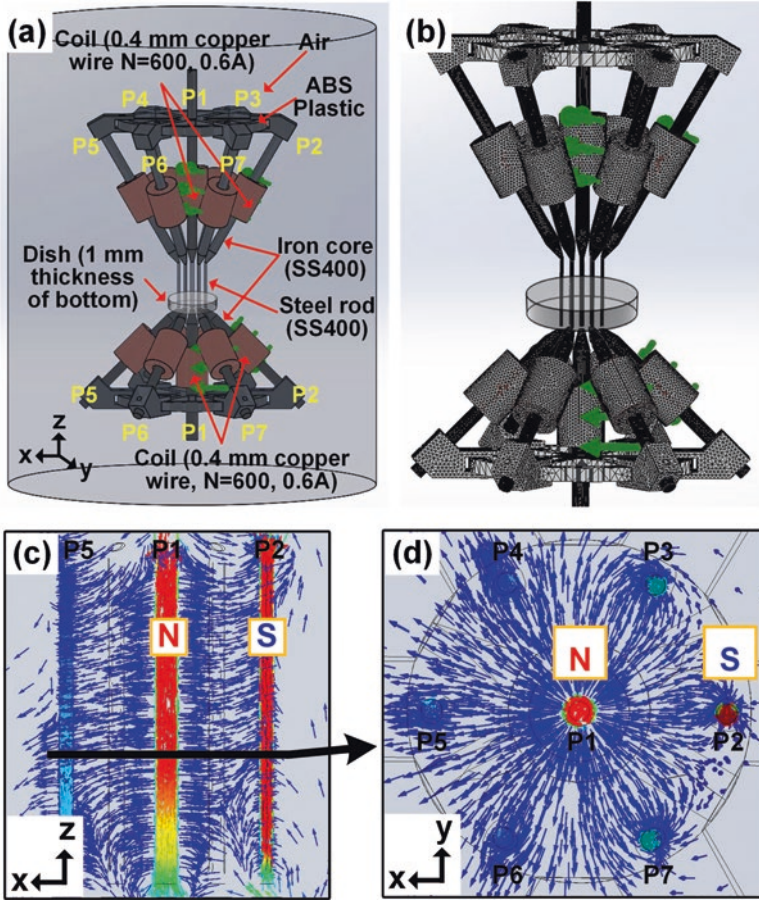 (a)
Coil (0.4 mm copper
wire N=600, 0.6A)
Air
ABS
Plastic
P4
P1
P3
P5
P2
P6
P7
Dish (1 mm
thickness
of bottom)
Iron core
(SS400)
Steel rod
(SS400)
P5
P2
P6
P1
P7
z
x
y
Coil (0.4 mm copper
wire, N=600, 0.6A)
(b)
(c)
P5
P1
P2
N
S
z
x
(d)
P4
P3
N
S
P5
P1
P2
P6
P7
y
x